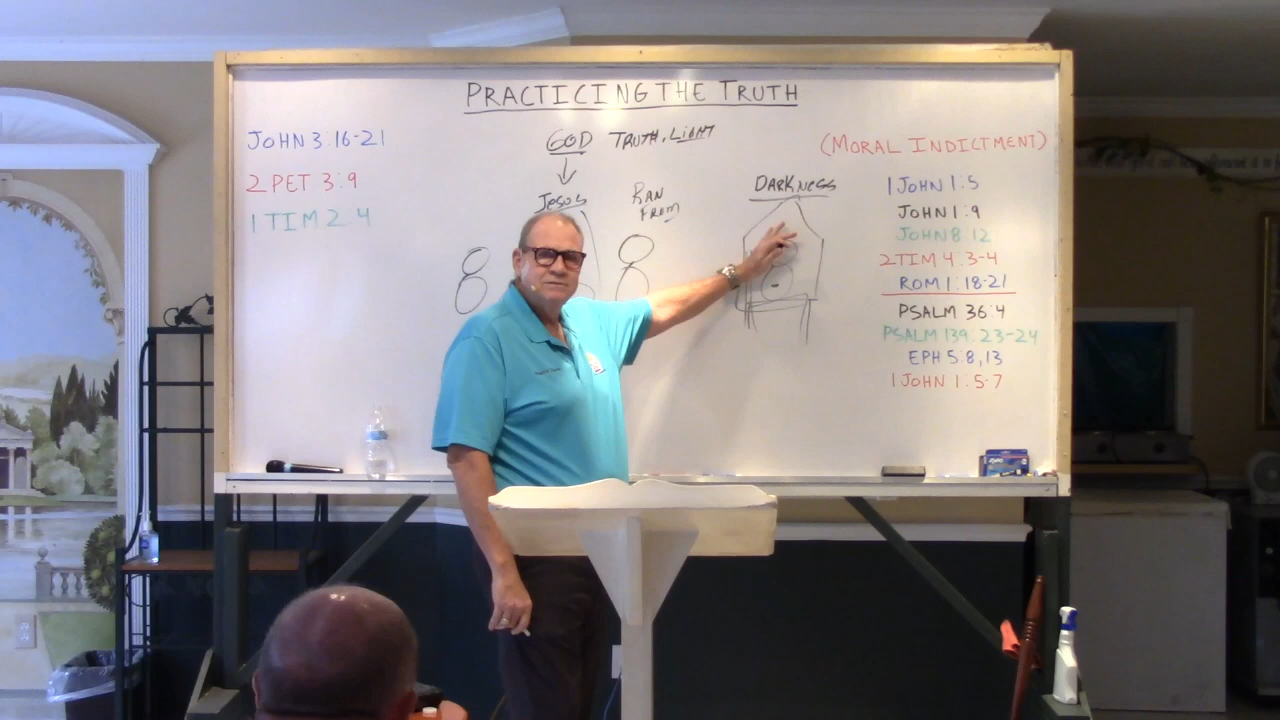 PRACTICING THE TRUTH
JOHN 3:16-21
2 PET 3:9
1 TIM 2:4
GOD TRUTH, LIGHT
JESUS
RAN
FROM
DARKNESS
(MORAL INDICTMENT)
1 JOHN 1:5
JOHN 1:9
JOHN 8:12
2 TIM 4:3-4
ROM 1:18-21
PSALM 36:4
PSALM 139:23-24
EPH 5:8,13
1 JOHN 1:5-7